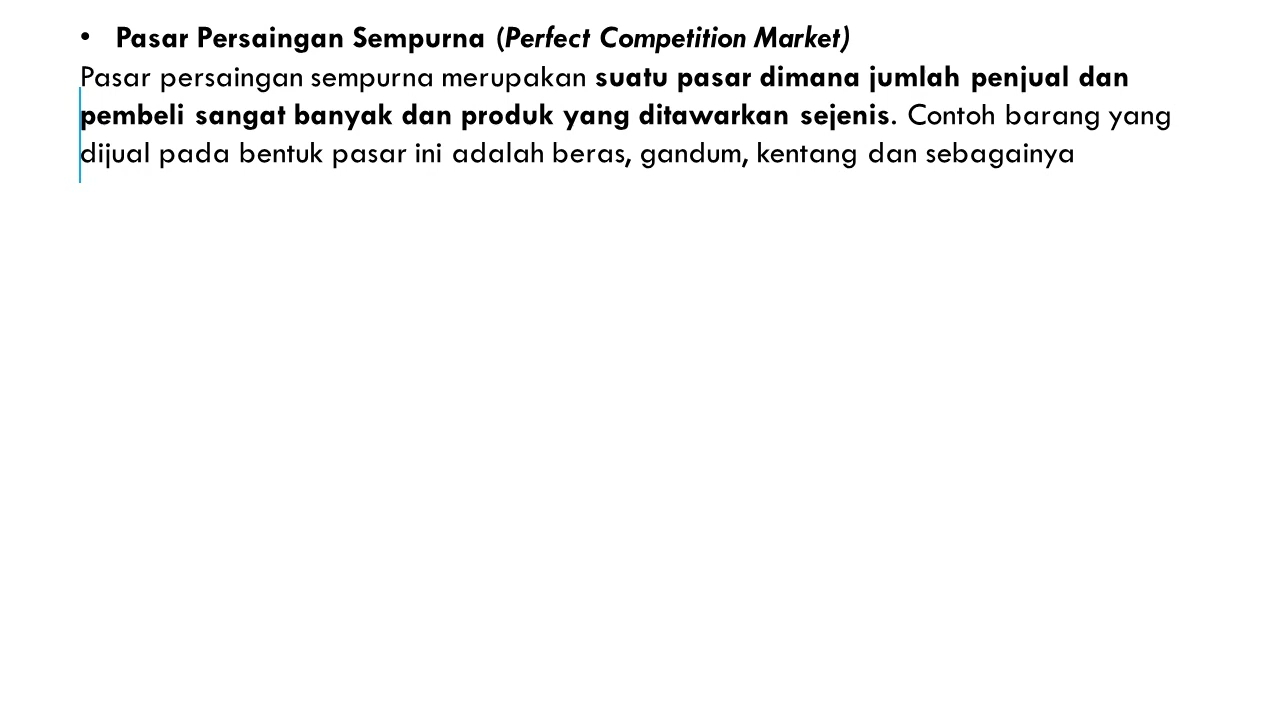 • Pasar Persaingan Sempurna (Perfect Competition Market)
Pasar persaingan sempurna merupakan suatu pasar dimana jumlah penjual dan
pembeli sangat banyak dan produk yang ditawarkan sejenis. Contoh barang yang
dijual pada bentuk pasar ini adalah beras, gandum, kentang dan sebagainya